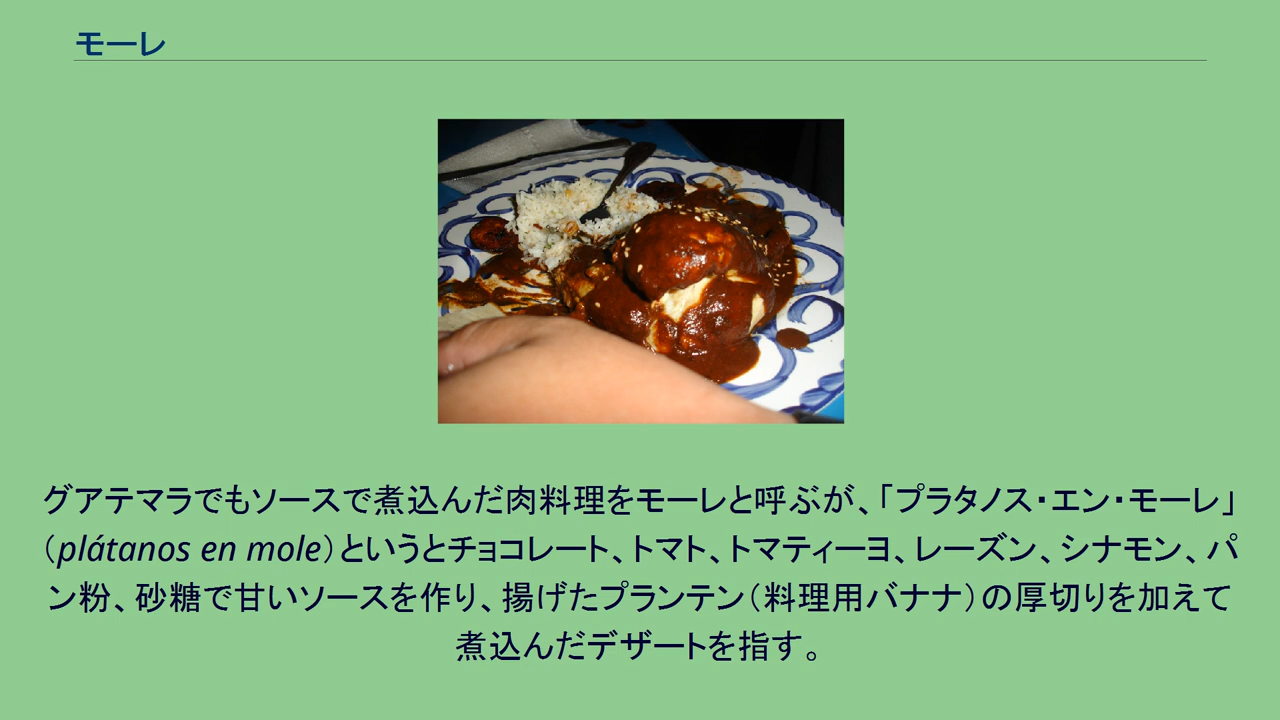 モーレ
グアテマラでもソースで煮込んだ肉料理をモーレと呼ぶが、「プラタノス・エン・モーレ」
（plátanos en mole）というとチョコレート、トマト、トマティーヨ、レーズン、シナモン、パ
ン粉、砂糖で甘いソースを作り、揚げたプランテン（料理用バナナ）の厚切りを加えて
煮込んだデザートを指す。